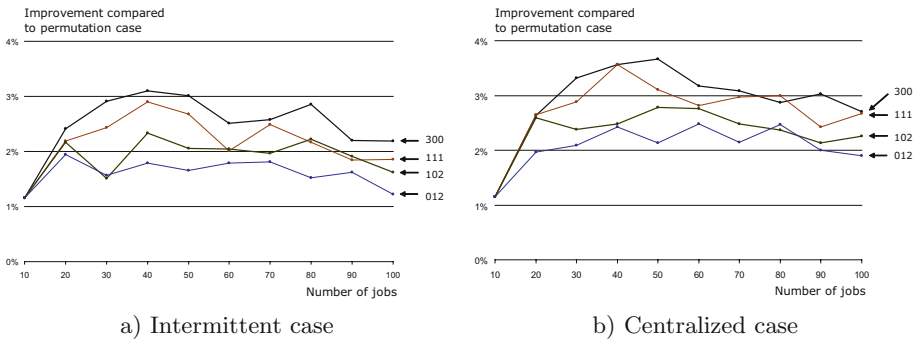 Improvement compared
to permutation case
4%
3%
2%
1%
0%
300
111
102
012
10 20 30 40 50 60 70 80 90 100
Number of jobs
a) Intermittent case
Improvement compared
to permutation case
4%
3%
2%
1%
0%
300
111
102
012
10 20 30 40 50 60 70 80 90 100
Number of jobs
b) Centralized case